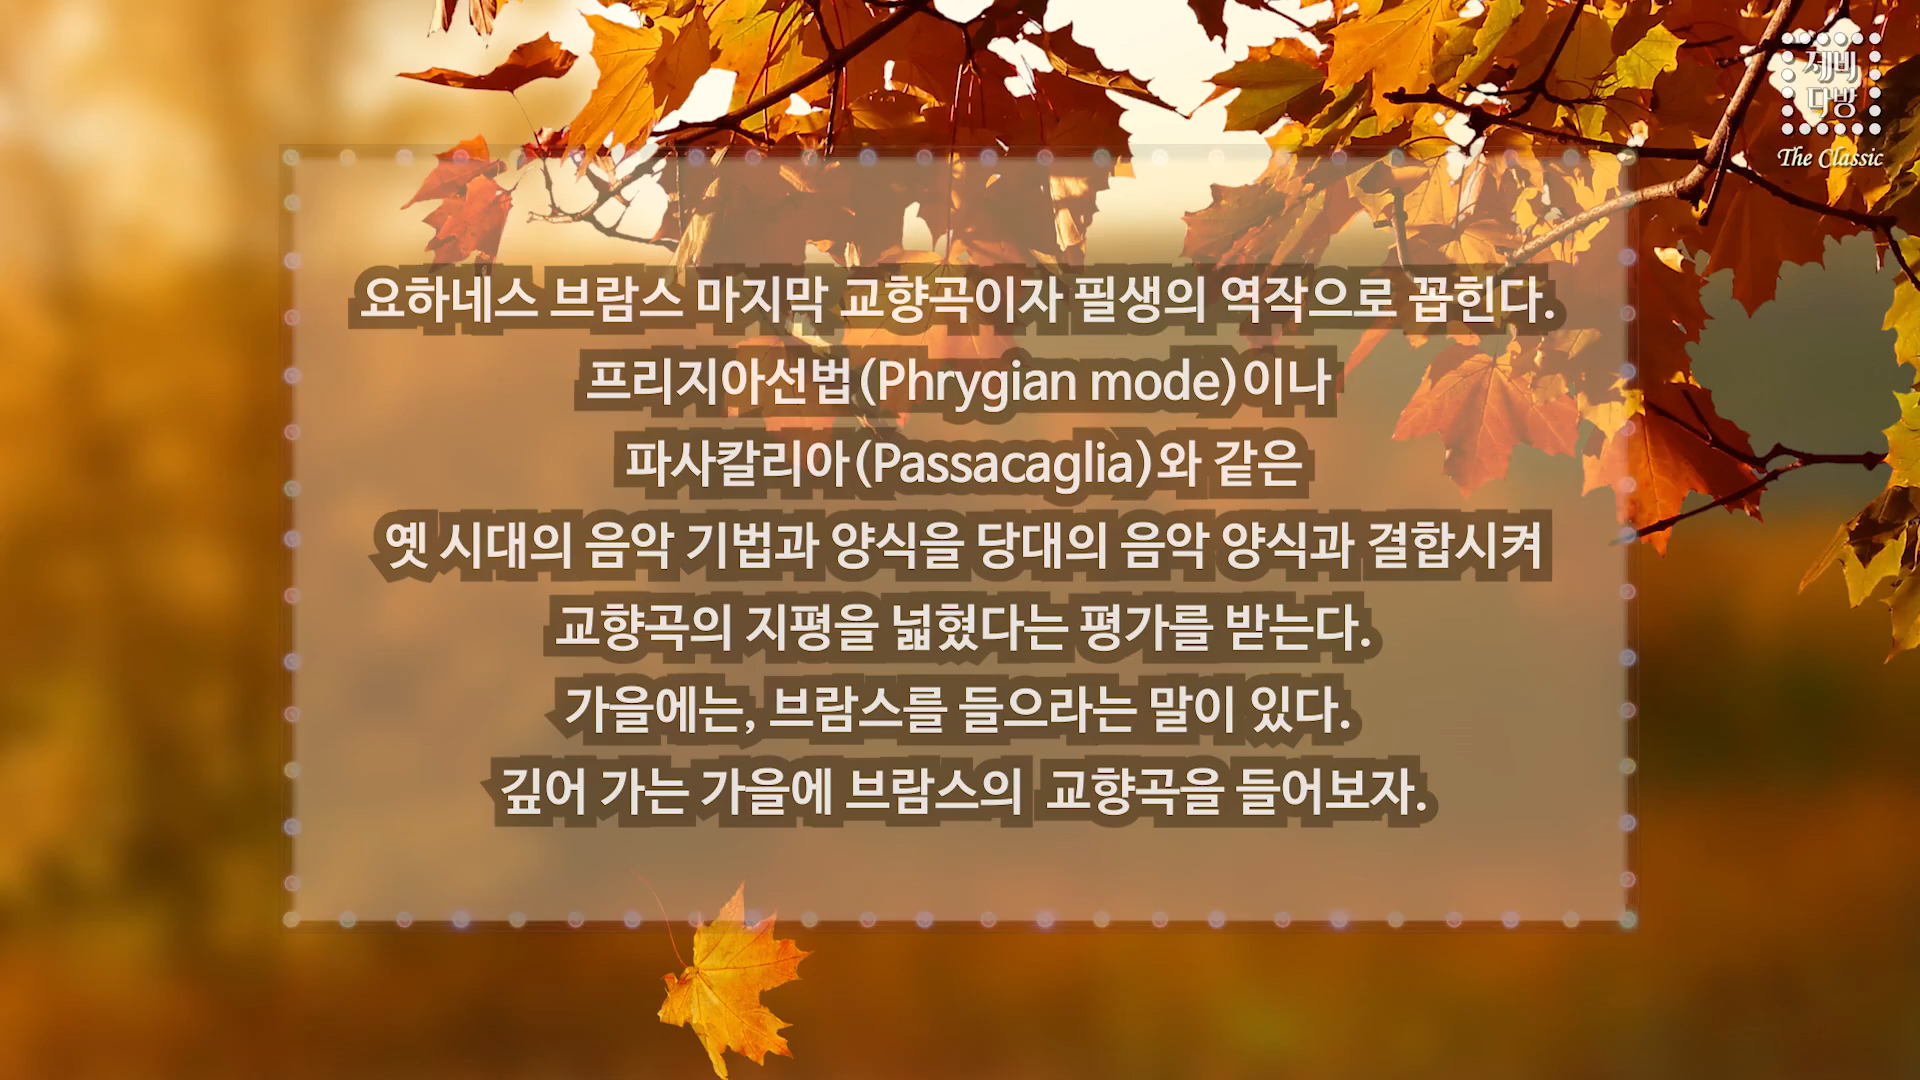 제비
다방
The Classic
요하네스 브람스 마지막 교향곡이자 필생의 역작으로 꼽힌다.
프리지아선법(Phrygian mode)이나
파사칼리아(Passacaglia)와 같은
옛 시대의 음악 기법과 양식을 당대의 음악 양식과 결합시켜
교향곡의 지평을 넓혔다는 평가를 받는다.
가을에는, 브람스를 들으라는 말이 있다.
깊어 가는 가을에 브람스의 교향곡을 들어보자.